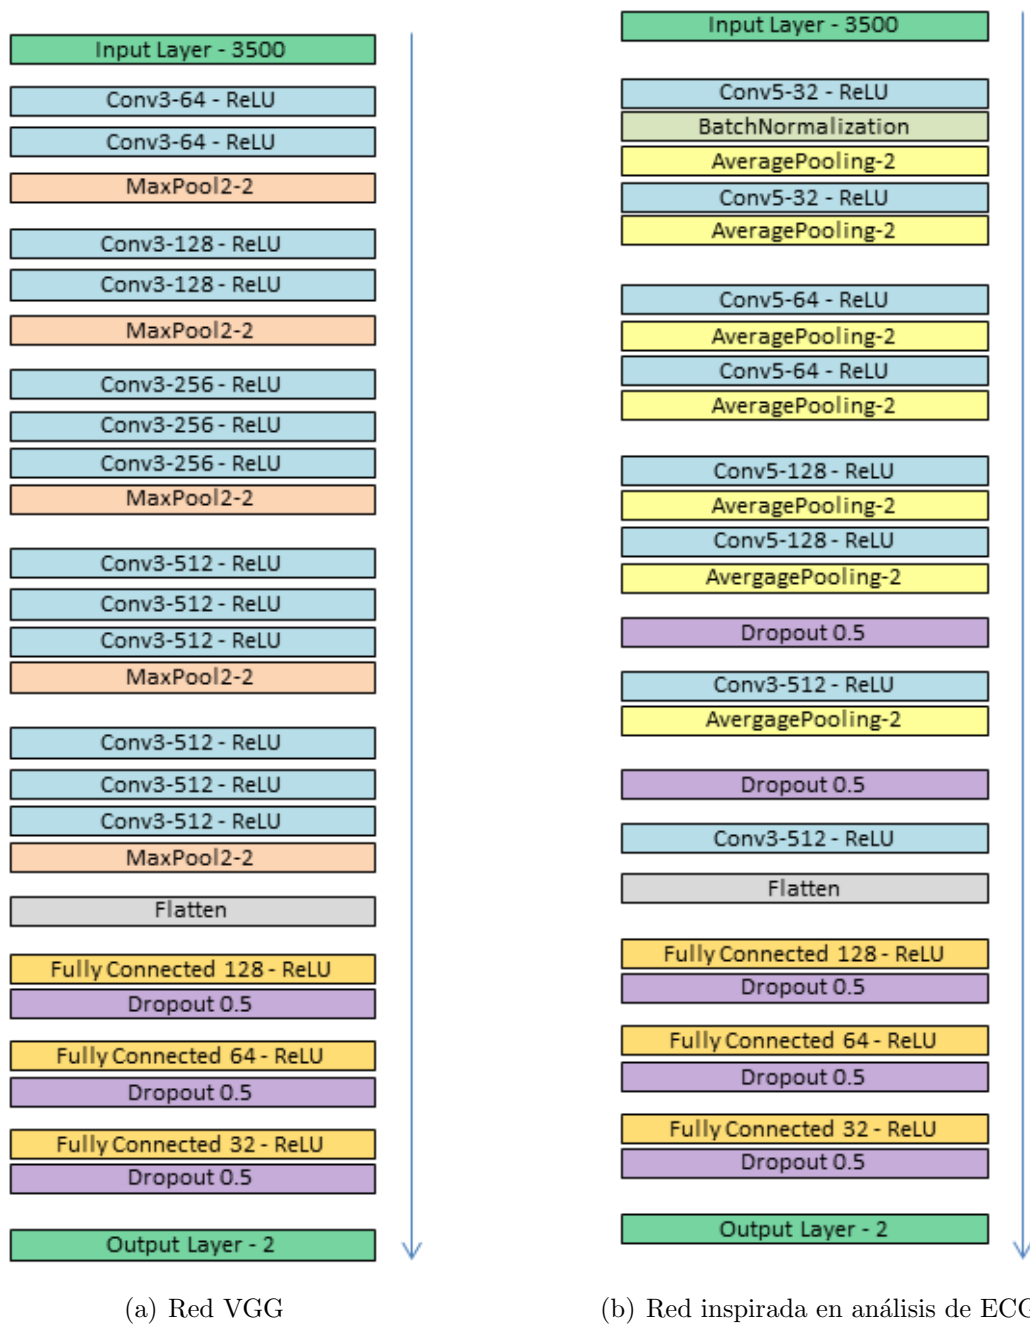 Input Layer - 3500
Conv3-64 - ReLU
Conv3-64 - ReLU
MaxPool2-2
Conv3-128 - ReLU
Conv3-128 - ReLU
MaxPool2-2
Conv3-256 - ReLU
Conv3-256 - ReLU
Conv3-256 - ReLU
MaxPool2-2
Conv3-512 - ReLU
Conv3-512 - ReLU
Conv3-512 - ReLU
MaxPool2-2
Conv3-512 - ReLU
Conv3-512 - ReLU
Conv3-512 - ReLU
MaxPool2-2
Flatten
Fully Connected 128 - ReLU
Dropout 0.5
Fully Connected 64 - ReLU
Dropout 0.5
Fully Connected 32 - ReLU
Dropout 0.5
Output Layer - 2
(a) Red VGG
Input Layer - 3500
Conv5-32 - ReLU
BatchNormalization
AveragePooling-2
Conv5-32 - ReLU
AveragePooling-2
Conv5-64 - ReLU
AveragePooling-2
Conv5-64 - ReLU
AveragePooling-2
Conv5-128 - ReLU
AveragePooling-2
Conv5-128 - ReLU
AvergagePooling-2
Dropout 0.5
Conv3-512 - ReLU
AvergagePooling-2
Dropout 0.5
Conv3-512 - ReLU
Flatten
Fully Connected 128 - ReLU
Dropout 0.5
Fully Connected 64 - ReLU
Dropout 0.5
Fully Connected 32 - ReLU
Dropout 0.5
Output Layer - 2
(b) Red inspirada en análisis de ECG